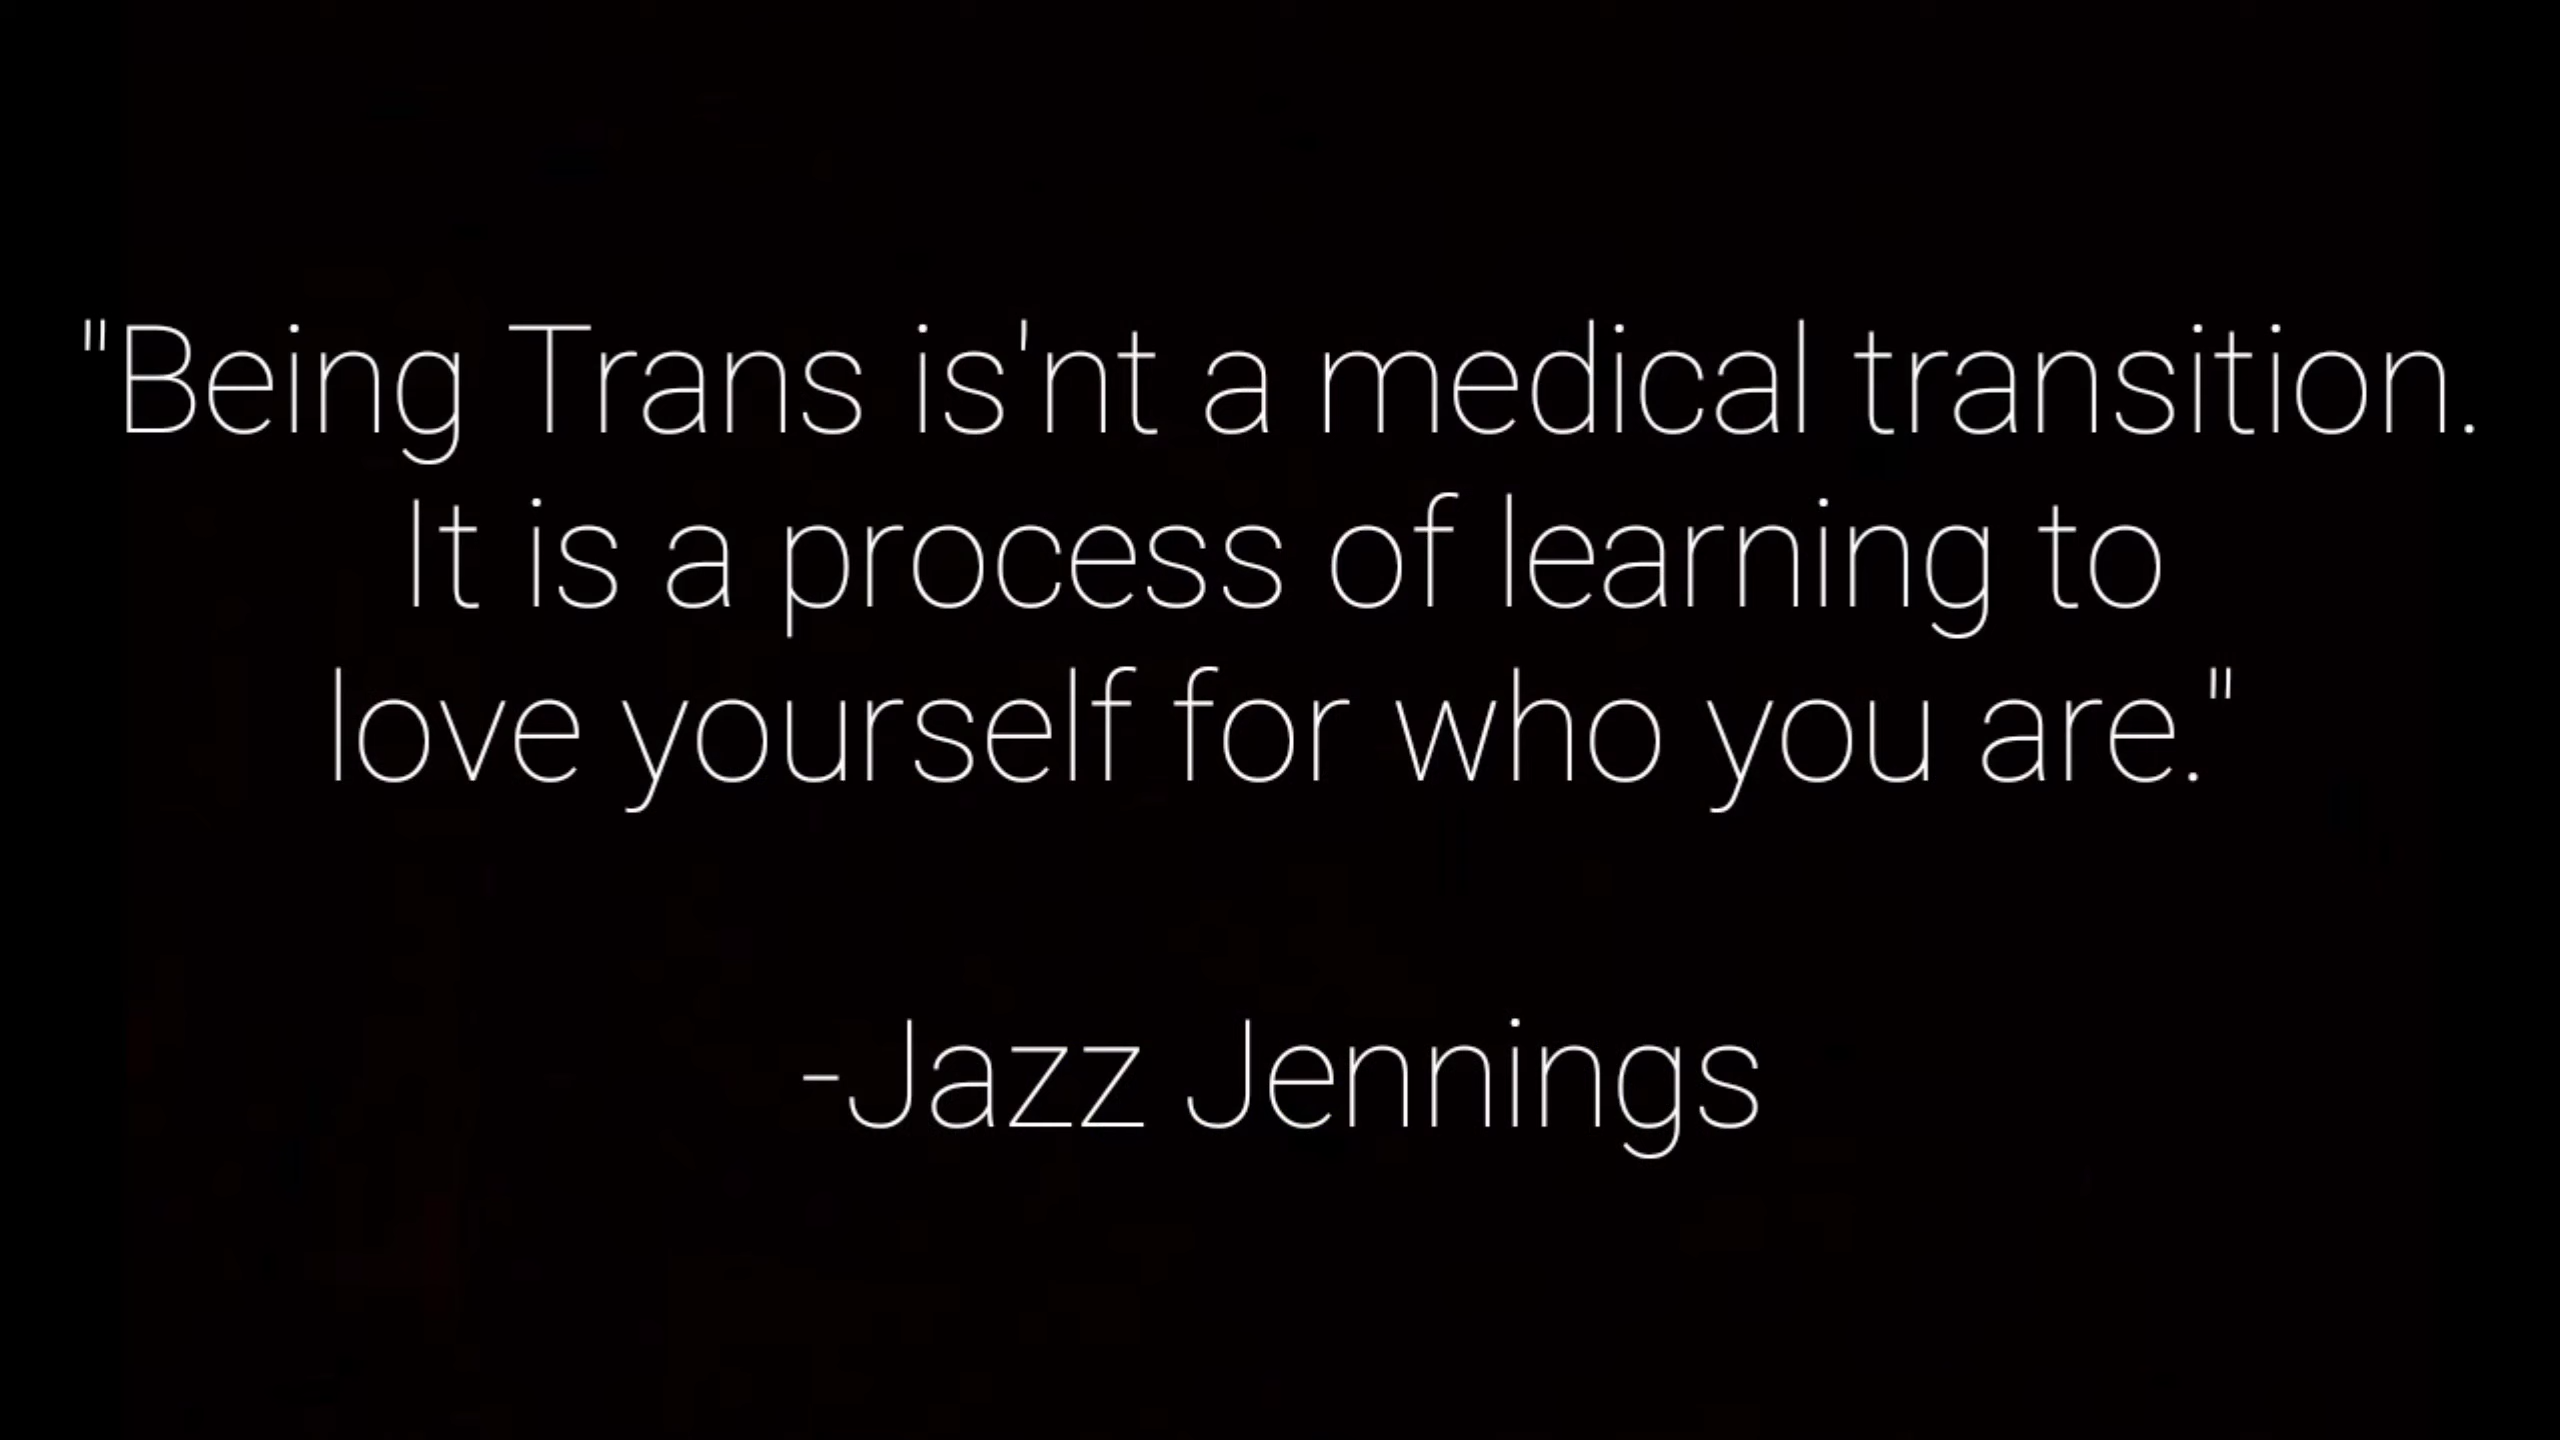 "Being Trans is'nt a medical transition.
It is a process of learning to
love yourself for who you are."
-Jazz Jennings